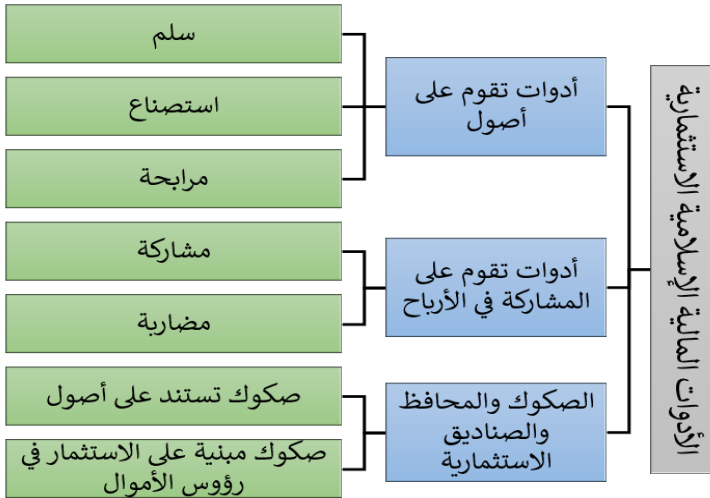 الأدوات المالية الإسلامية الاستثمارية
أدوات تقوم على
أصول
سلم
استصناع
مرابحة
أدوات تقوم على
المشاركة في الأرباح
مشاركة
مضاربة
الصكوك والمحافظ
والصناديق
الاستثمارية
صكوك تستند على أصول
صكوك مبنية على الاستثمار في
رؤوس الأموال